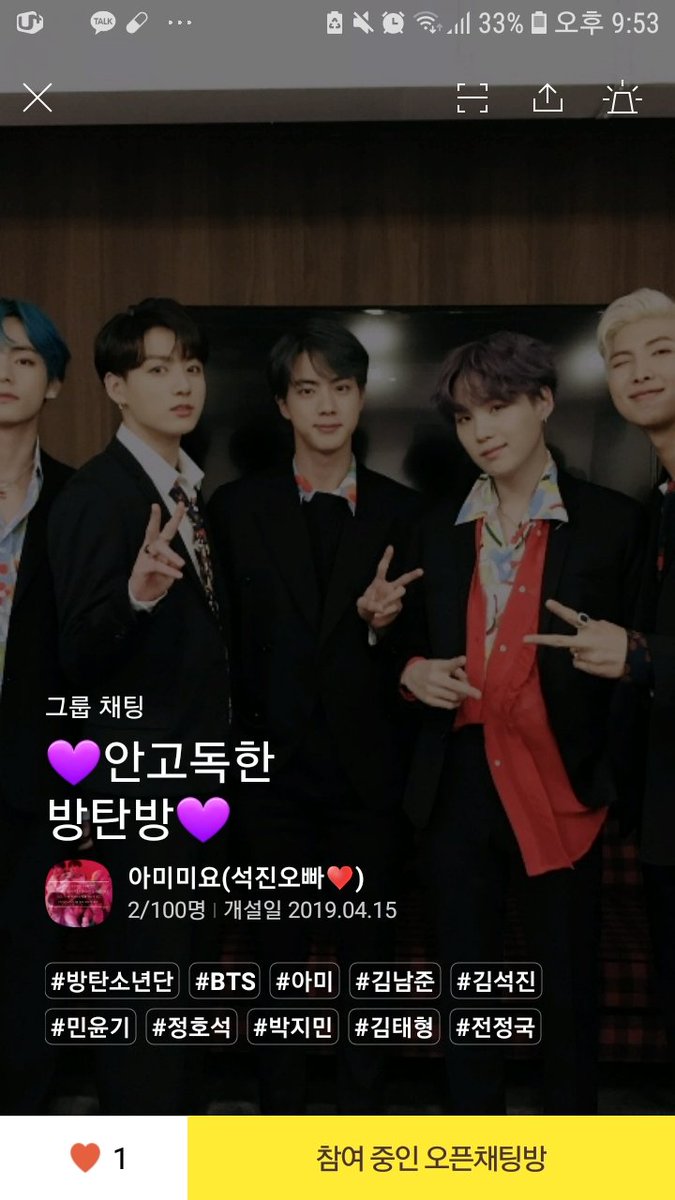 TALK ... 33% 오후 9:53
그룹 채팅
💜안고독한
방탄방💜
아미미요(석진오빠❤️)
2/100명 | 개설일 2019.04.15
#방탄소년단 #BTS #아미 #김남준 #김석진
#민윤기 #정호석 #박지민 #김태형 #전정국
1 참여 중인 오픈채팅방